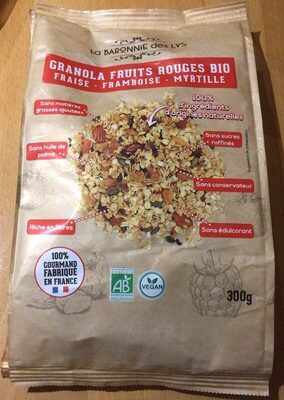 La BARONNIE des LYS
GRANOLA FRUITS ROUGES BIO
FRAISE - FRAMBOISE - MYRTILLE
100%
d'ingrédients
d'origines naturelles
Sans matières
grasses ajoutées
Sans sucres
raffinés
Sans huile de
palme
Sans conservateur
Riche en fibres
Sans édulcorant
100%
GOURMAND
FABRIQUÉ
EN FRANCE
CERTIFIÉ
AB
VEGAN
300g